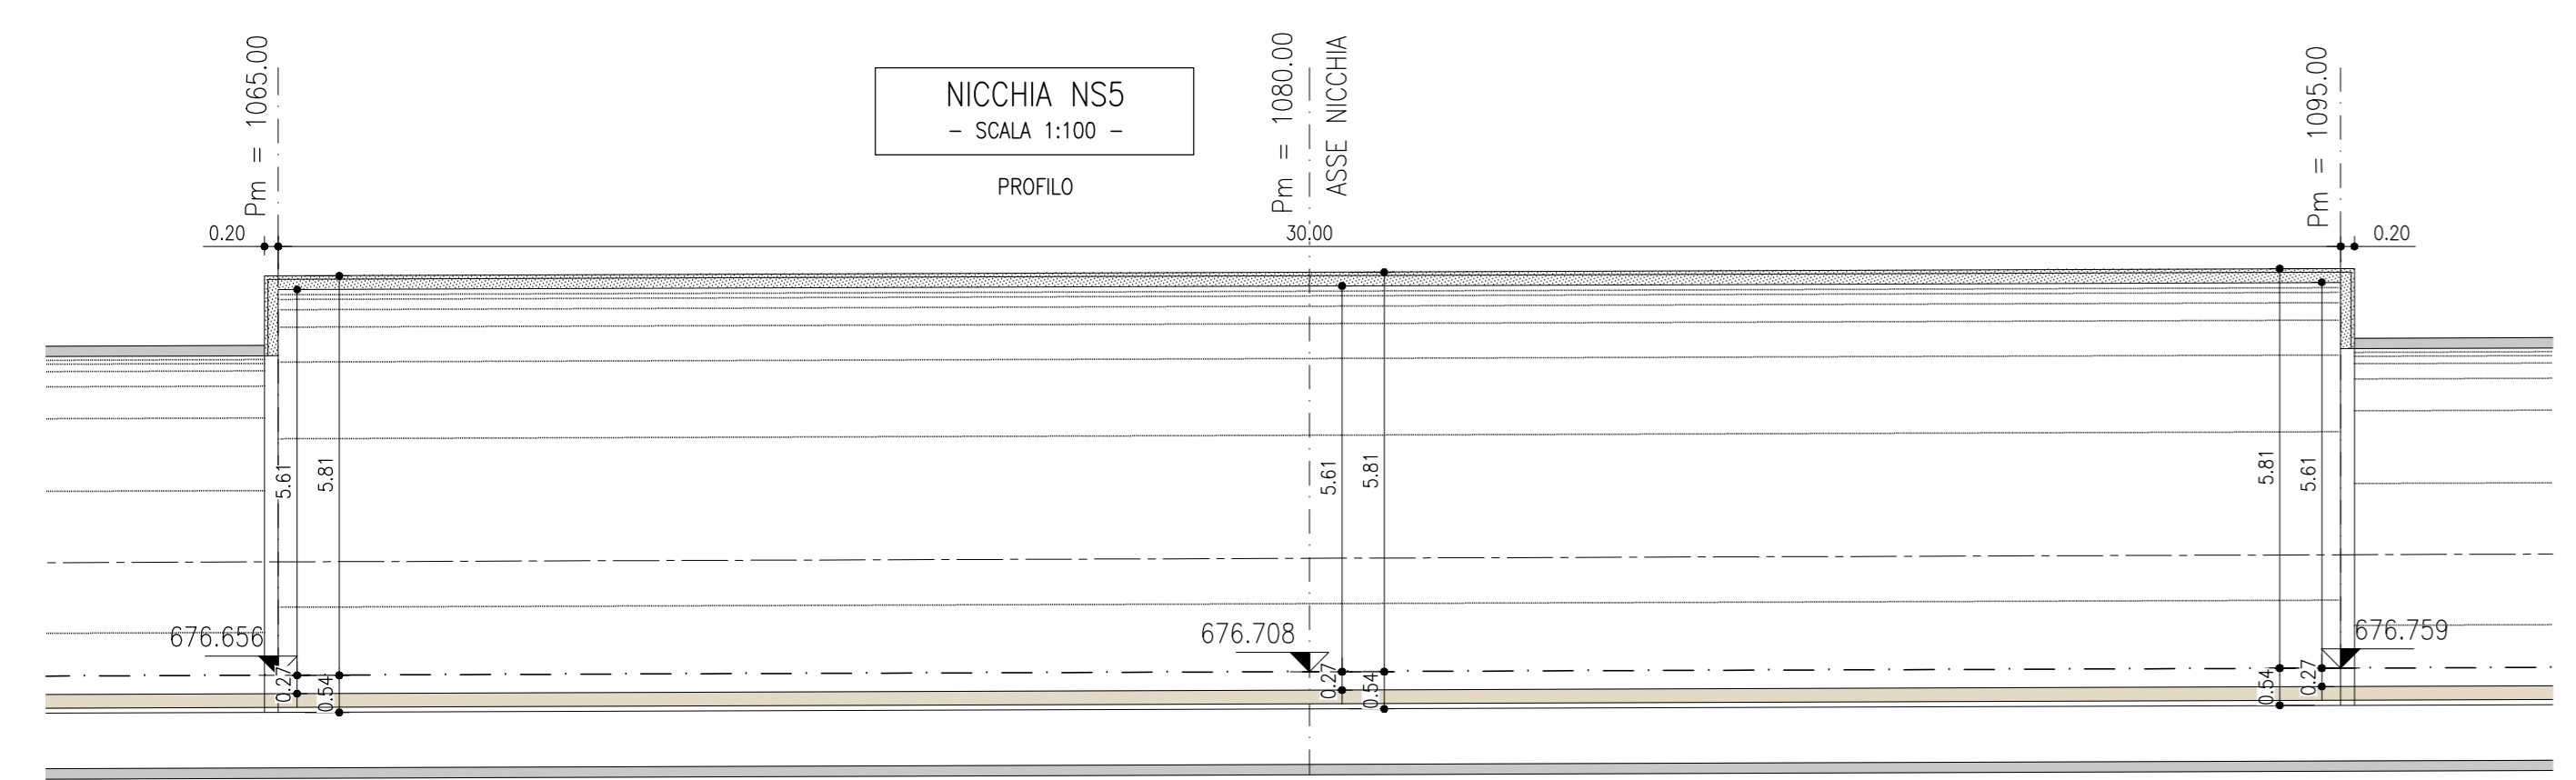 Pm = 1065.00
NICCHIA NS5
- SCALA 1:100 -
PROFILO
Pm = 1080.00
ASSE NICCHIA
Pm = 1095.00
0.20
30.00
0.20
5.61
5.81
5.61
5.81
5.81
5.61
676.656
676.708
676.759
0.27
0.54
0.27
0.54
0.54
0.27